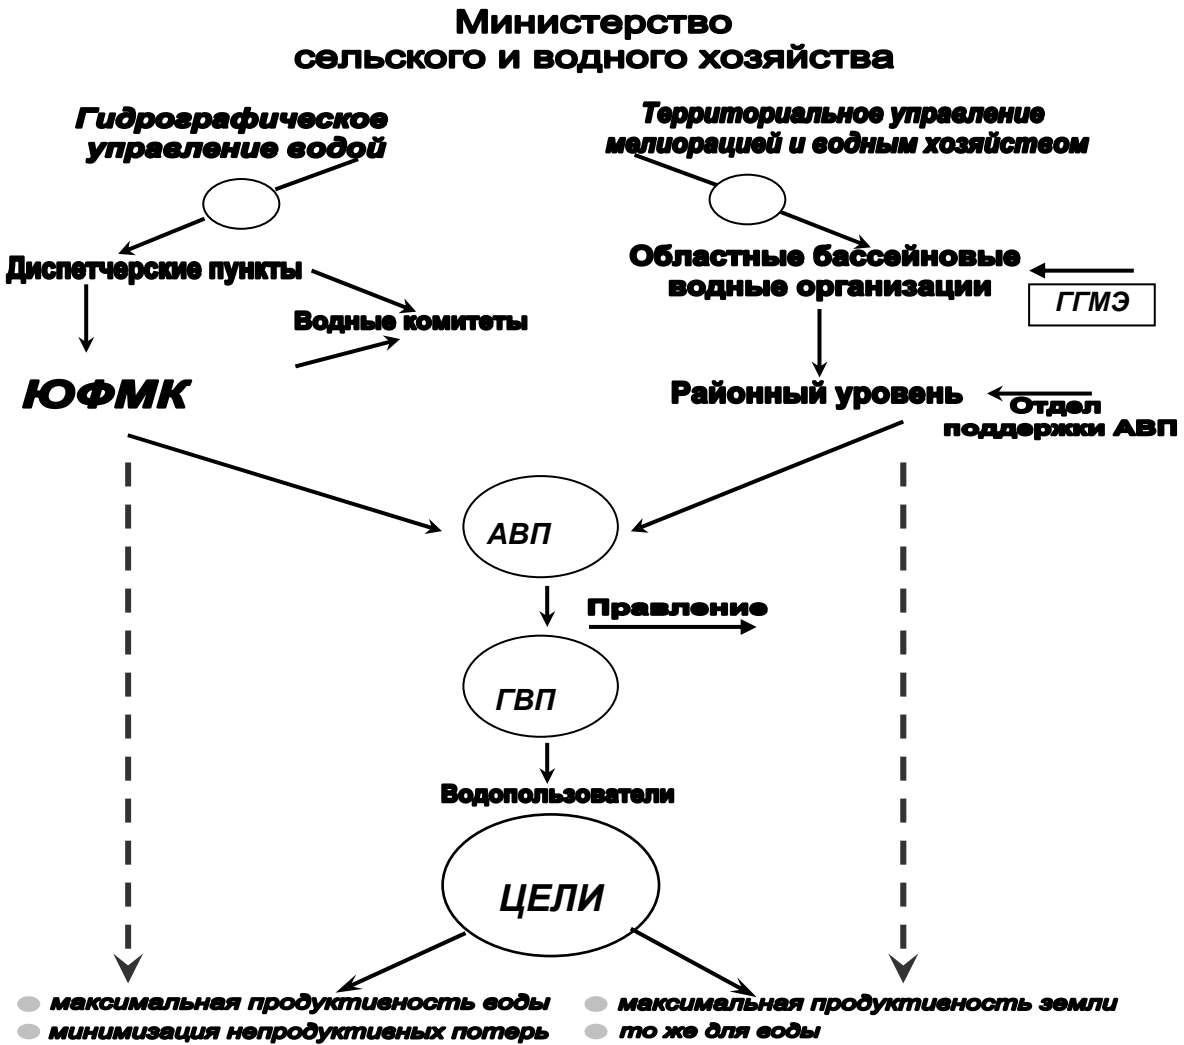 Министерство
сельского и водного хозяйства
Гидрографическое
управление водой
Территориальное управление
мелиорацией и водным хозяйством
Диспетчерские пункты
Водные комитеты
ЮФМК
Областные бассейновые
водные организации
ГГМЭ
Районный уровень
Отдел
поддержки АВП
АВП
Правление
ГВП
Водопользователи
ЦЕЛИ
максимальная продуктивность воды
минимизация непродуктивных потерь
максимальная продуктивность земли
то же для воды